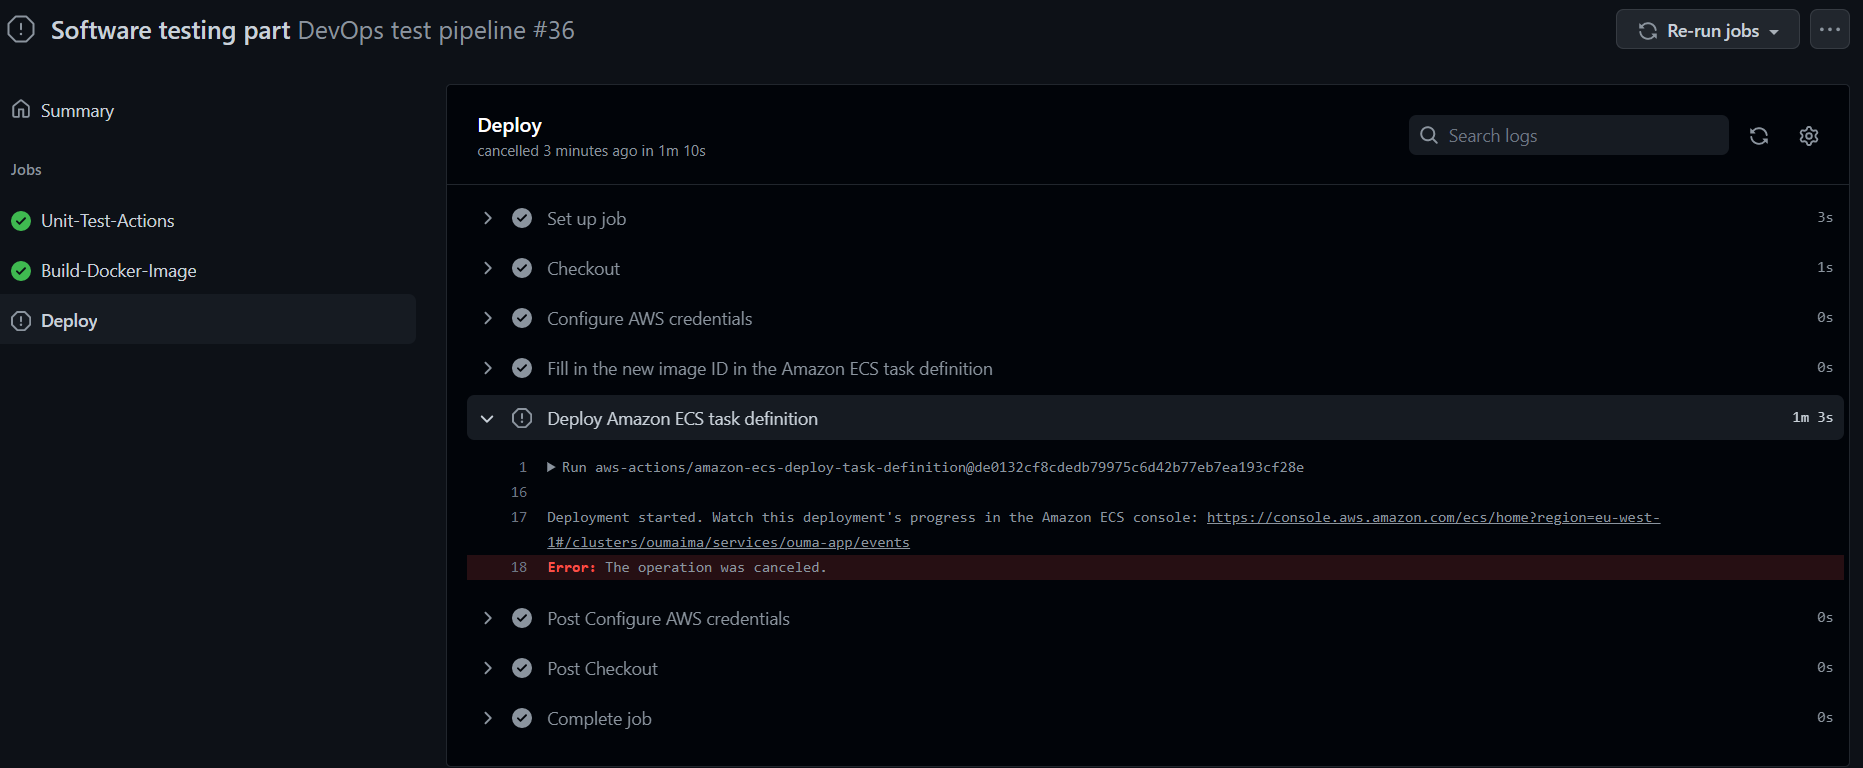 Software testing part DevOps test pipeline #36
Re-run jobs
Summary
Jobs
Unit-Test-Actions
Build-Docker-Image
Deploy
Deploy
cancelled 3 minutes ago in 1m 10s
Search logs
Set up job 3s
Checkout 1s
Configure AWS credentials 0s
Fill in the new image ID in the Amazon ECS task definition 0s
Deploy Amazon ECS task definition 1m 3s
1 Run aws-actions/amazon-ecs-deploy-task-definition@de0132cf8cdedb79975c6d42b77eb7ea193cf28e
16
17 Deployment started. Watch this deployment's progress in the Amazon ECS console: https://console.aws.amazon.com/ecs/home?region=eu-west-
1#/clusters/oumaima/services/ouma-app/events
18 Error: The operation was canceled.
Post Configure AWS credentials 0s
Post Checkout 0s
Complete job 0s